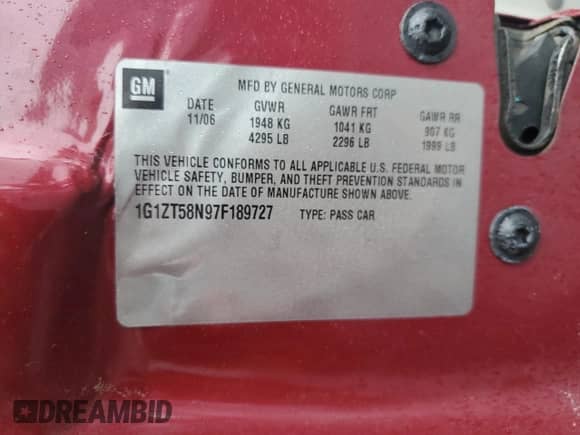 GM
MFD BY GENERAL MOTORS CORP
DATE GVWR GAWR FRT GAWR RR
11/06 1948 KG 1041 KG 907 KG
4295 LB 2296 LB 1999 LB
THIS VEHICLE CONFORMS TO ALL APPLICABLE U.S. FEDERAL MOTOR
VEHICLE SAFETY, BUMPER, AND THEFT PREVENTION STANDARDS IN
EFFECT ON THE DATE OF MANUFACTURE SHOWN ABOVE.
1G1ZT58N97F189727 TYPE: PASS CAR
DREAMBID